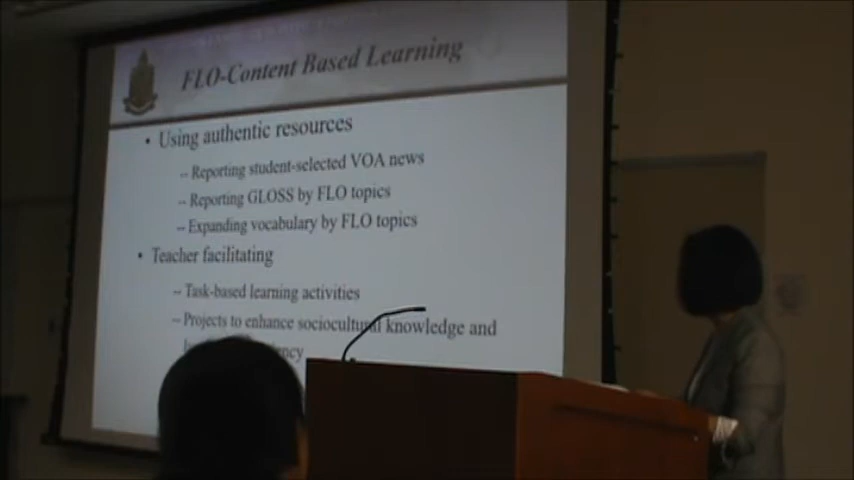 FLO-Content Based Learning
• Using authentic resources
– Reporting student-selected VOA news
– Reporting GLOSS by FLO topics
– Expanding vocabulary by FLO topics
• Teacher facilitating
– Task-based learning activities
– Projects to enhance sociocultural knowledge and